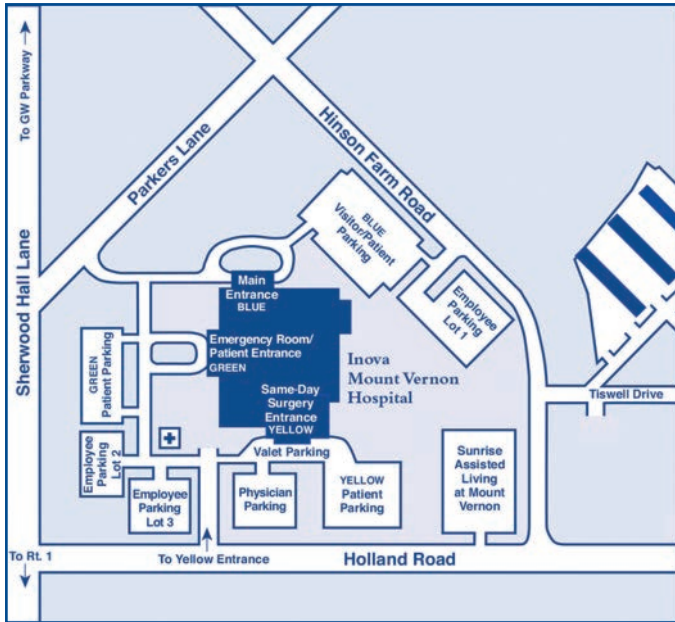 To GW Parkway
Sherwood Hall Lane
Parkers Lane
Hinson Farm Road
BLUE
Visitor/Patient
Parking
Main
Entrance
BLUE
Employee
Parking
Lot 1
Emergency Room/
Patient Entrance
GREEN
GREEN
Patient Parking
Inova
Mount Vernon
Hospital
Same-Day
Surgery
Entrance
YELLOW
Tiswell Drive
Valet Parking
Employee
Parking
Lot 2
Employee
Parking
Lot 3
Physician
Parking
YELLOW
Patient
Parking
Sunrise
Assisted
Living
at Mount
Vernon
To Rt. 1
To Yellow Entrance
Holland Road